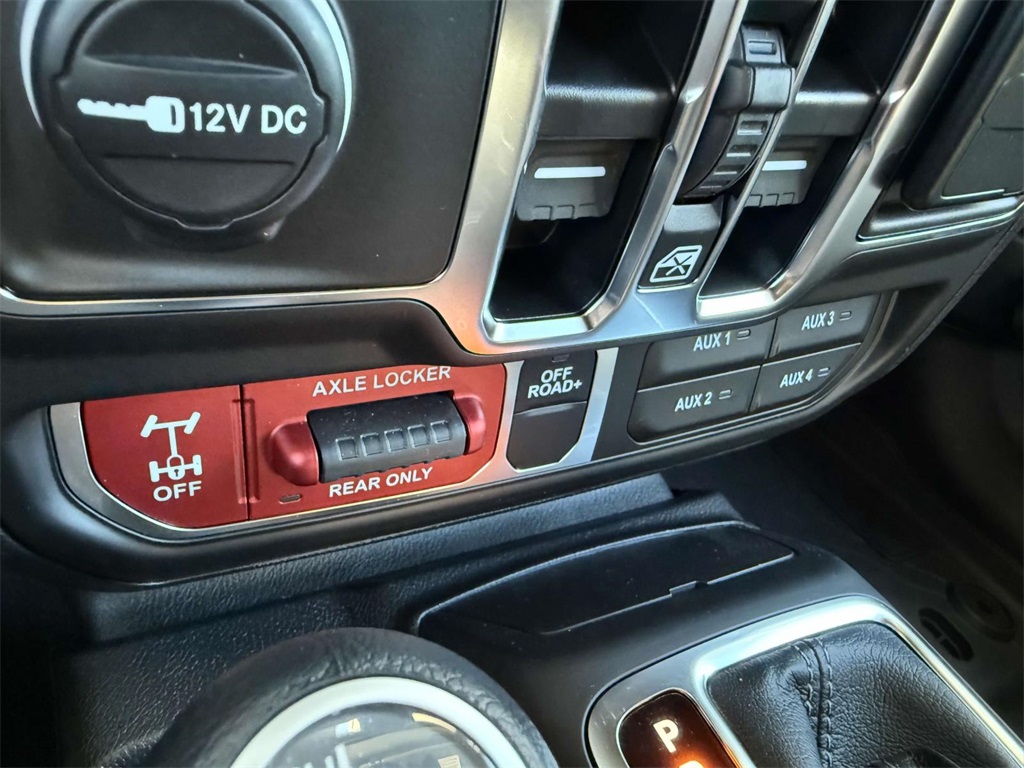 12V DC
AXLE LOCKER
OFF
REAR ONLY
OFF
ROAD+
AUX 1
AUX 3
AUX 2
AUX 4
P